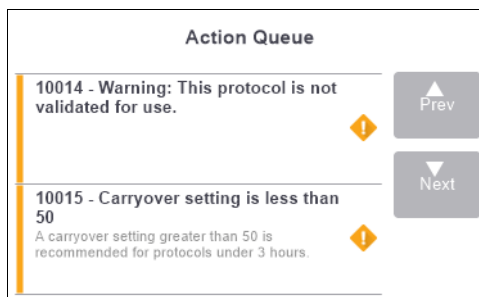 Action Queue
10014 - Warning: This protocol is not
validated for use.
Prev
Next
10015 - Carryover setting is less than
50
A carryover setting greater than 50 is
recommended for protocols under 3 hours.